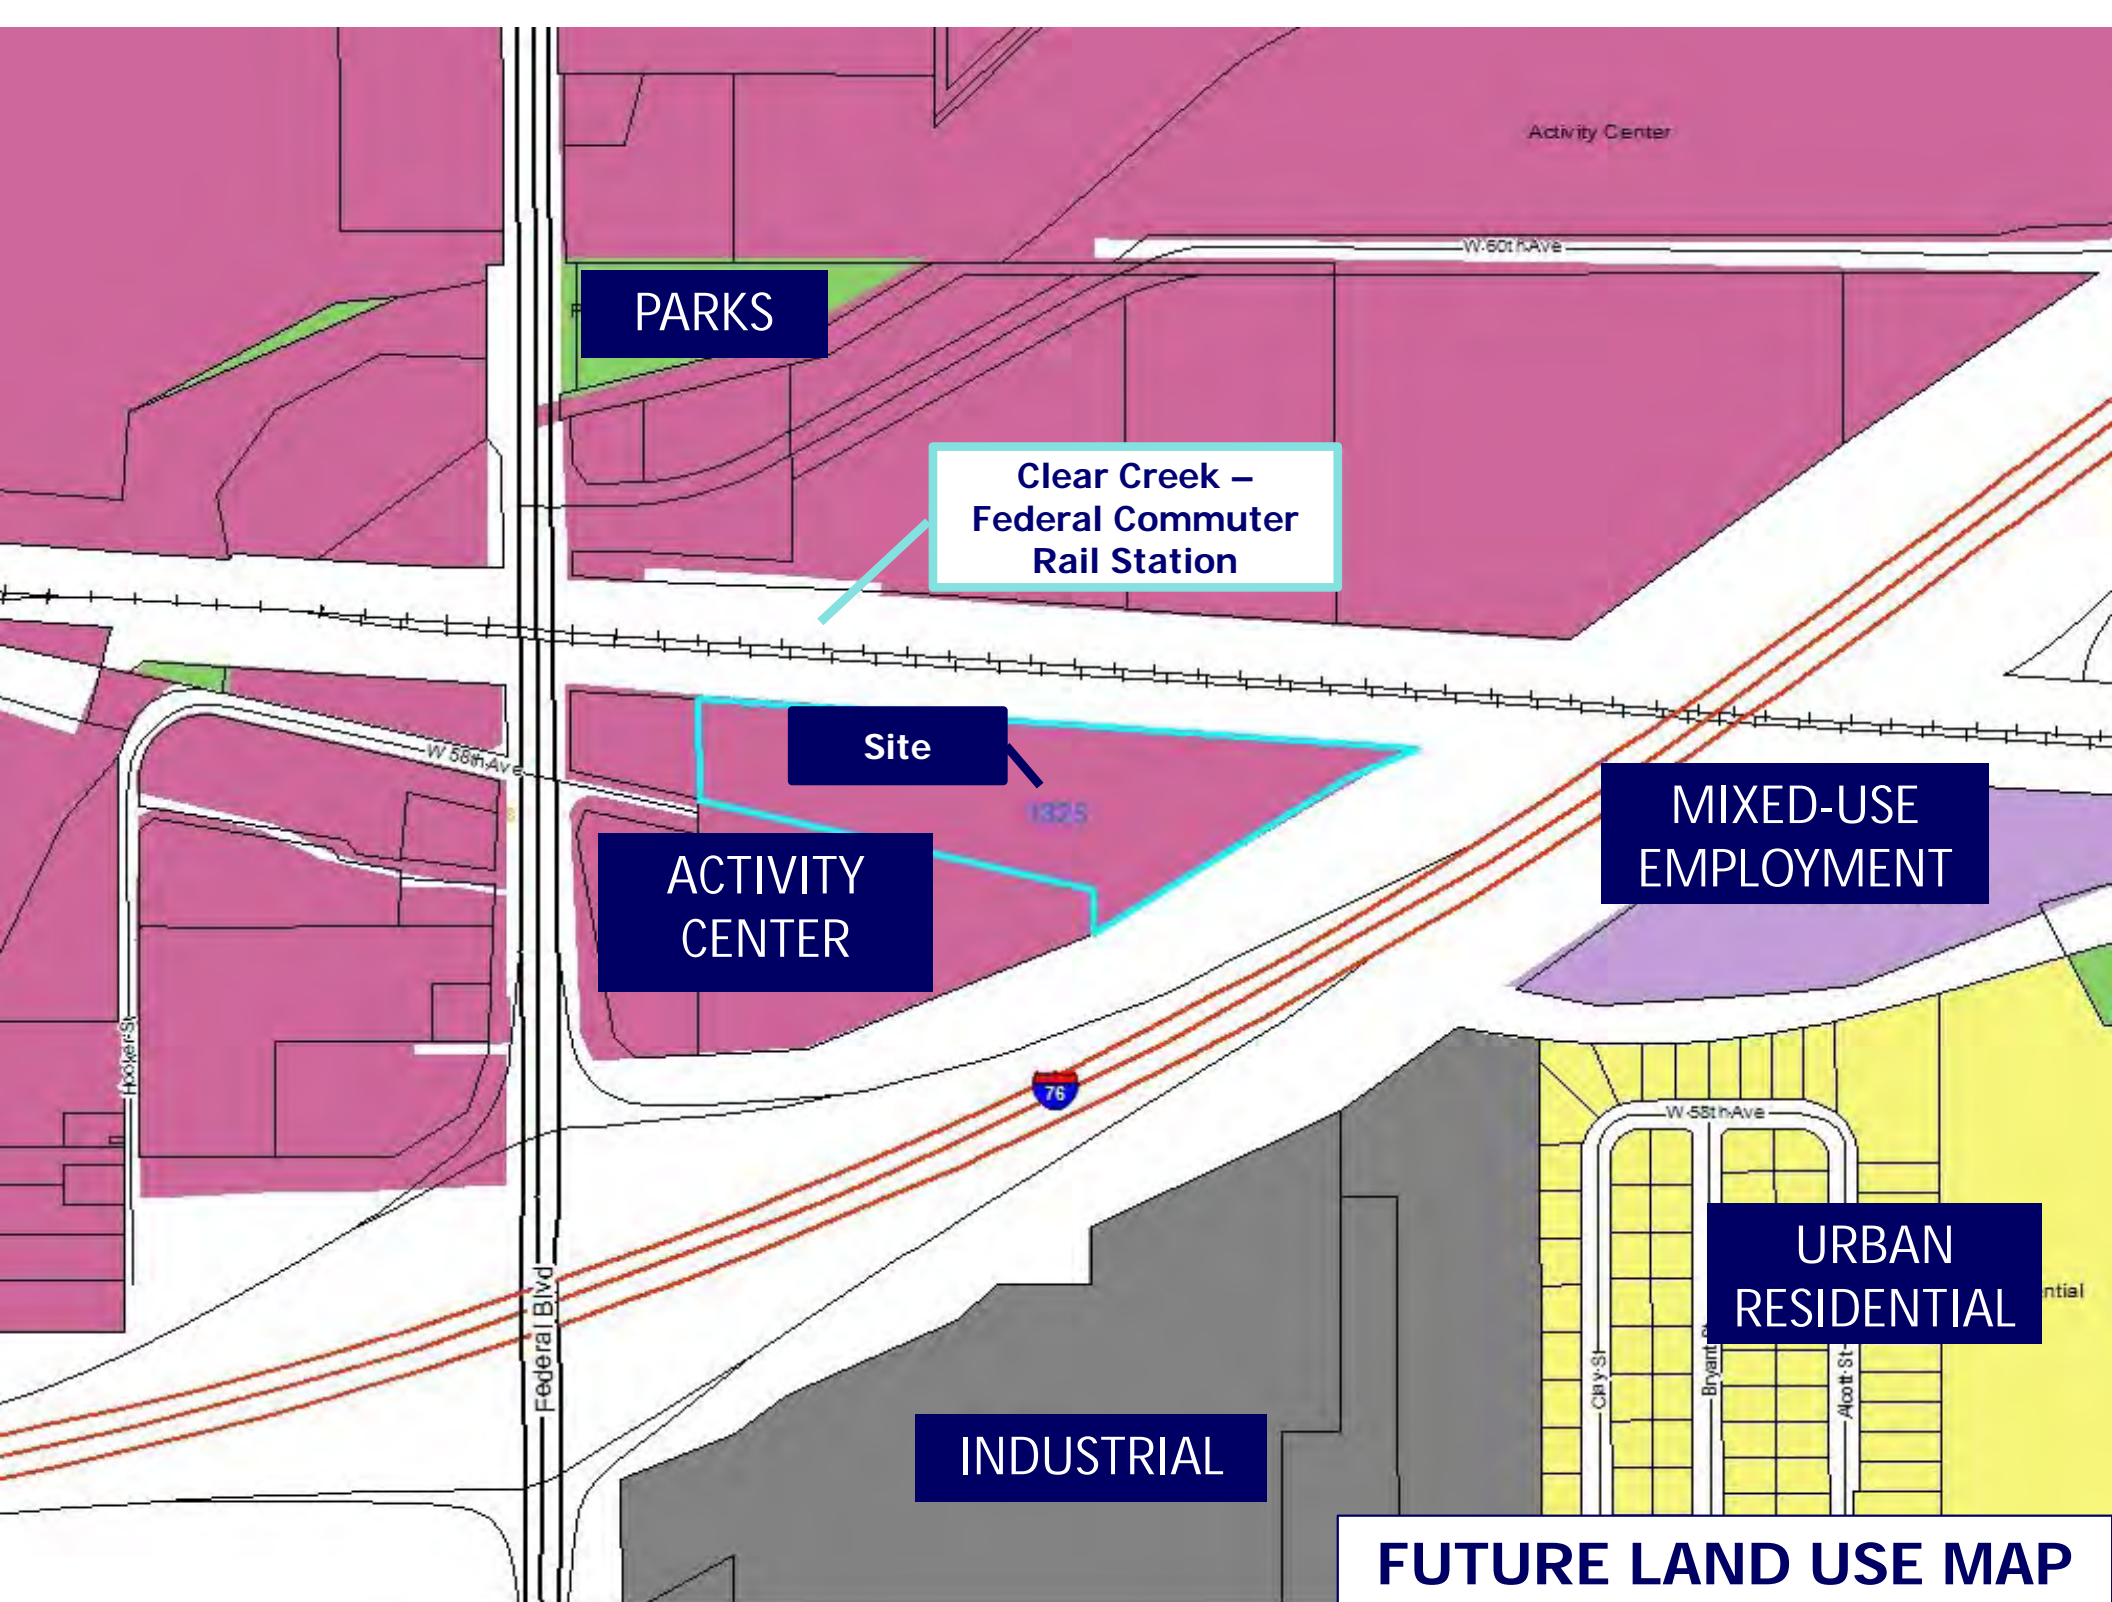 Activity Center
W 60th Ave
PARKS
Clear Creek –
Federal Commuter
Rail Station
Site
W 58th Ave
1325
MIXED-USE
EMPLOYMENT
ACTIVITY
CENTER
Hooker St
76
W 58th Ave
URBAN
RESIDENTIAL
ntial
Federal Blvd
Clay St
Bryant
Alcott St
INDUSTRIAL
FUTURE LAND USE MAP